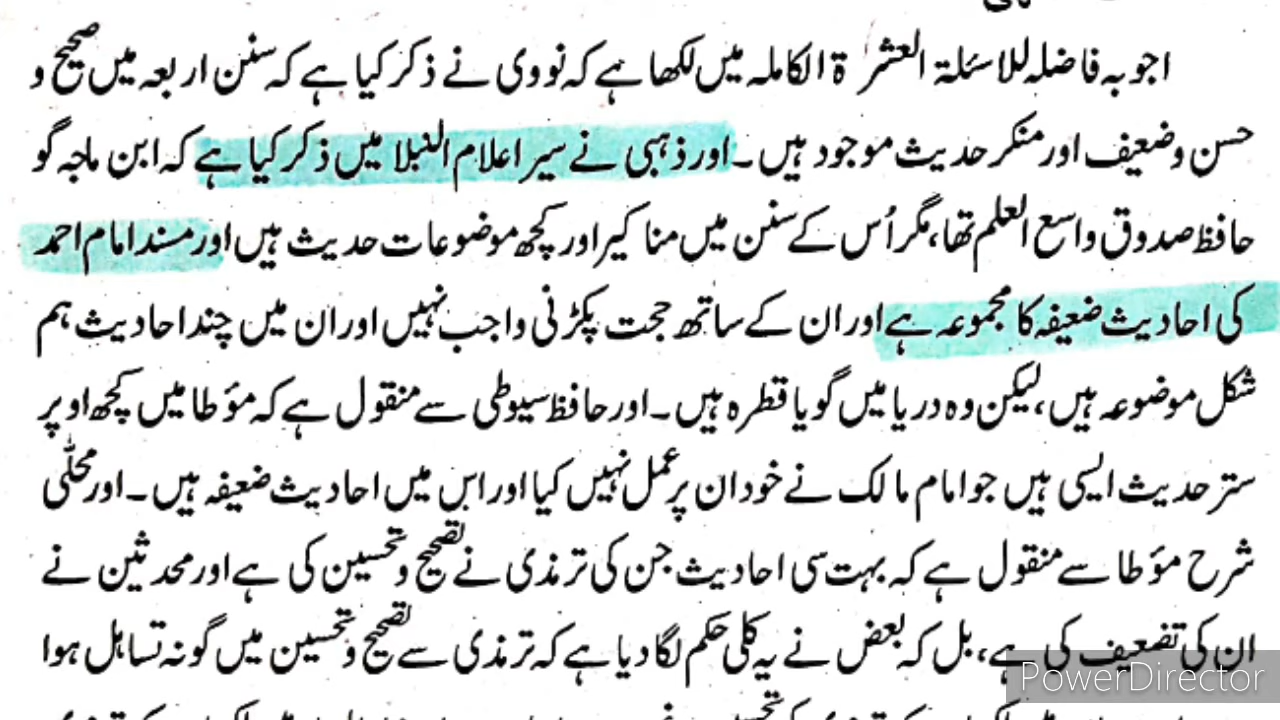 اجوبہ فاضلہ للاسئلۃ العشرۃ الکاملہ میں لکھا ہے کہ نووی نے ذکر کیا ہے کہ سنن اربعہ میں صحیح و
حسن و ضعیف اور منکر حدیث موجود ہیں۔ اور ذہبی نے سیر اعلام النبلا میں ذکر کیا ہے کہ ابن ماجہ گو
حافظ صدوق واسع العلم تھا، مگر اُس کے سنن میں مناکیر اور کچھ موضوعات حدیث ہیں اور مسند امام احمد
کی احادیث ضعیفہ کا مجموعہ ہے اور ان کے ساتھ حجت پکڑنی واجب نہیں اور ان میں چند احادیث ہم
شکل موضوعہ ہیں، لیکن وہ دریا میں گویا قطرہ ہیں۔ اور حافظ سیوطی سے منقول ہے کہ مؤطا میں کچھ اوپر
ستر حدیث ایسی ہیں جو امام مالک نے خود ان پر عمل نہیں کیا اور اس میں احادیث ضعیفہ ہیں۔ اور محلّٰی
شرح مؤطا سے منقول ہے کہ بہت سی احادیث جن کی ترمذی نے تصحیح و تحسین کی ہے اور محدثین نے
ان کی تضعیف کی ہے، بل کہ بعض نے یہ کلی حکم لگا دیا ہے کہ ترمذی سے تصحیح و تحسین میں گونہ تساہل ہوا
PowerDirector